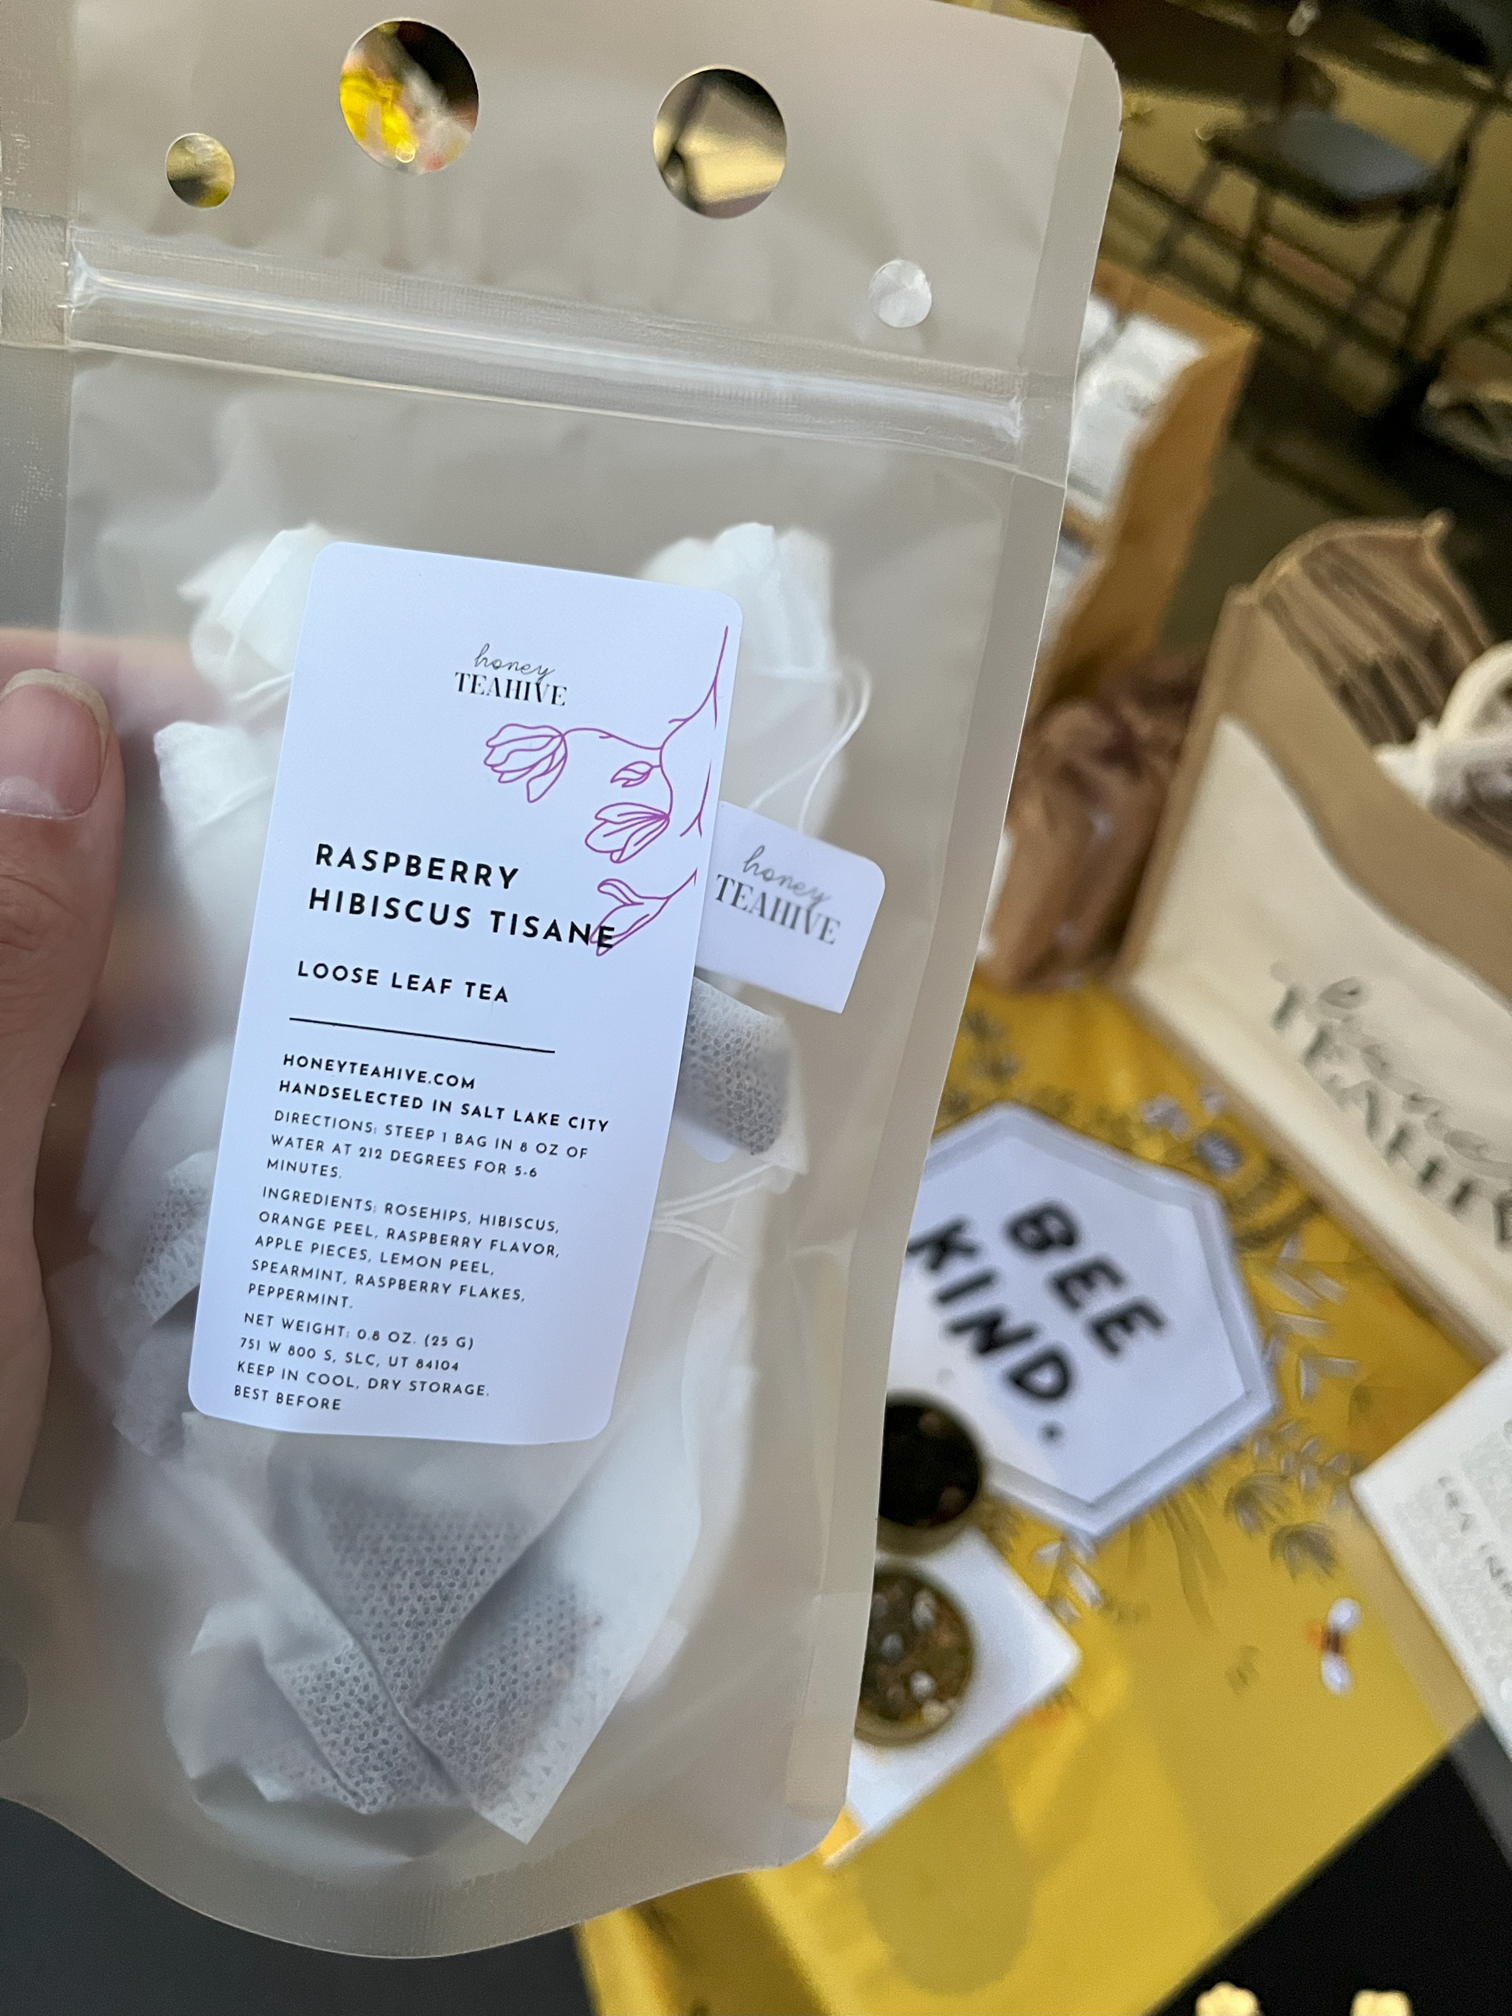 honey
TEAHIVE
RASPBERRY
HIBISCUS TISANE
LOOSE LEAF TEA
HONEYTEAHIVE.COM
HANDSELECTED IN SALT LAKE CITY
DIRECTIONS: STEEP 1 BAG IN 8 OZ OF
WATER AT 212 DEGREES FOR 5-6
MINUTES.
INGREDIENTS: ROSEHIPS, HIBISCUS,
ORANGE PEEL, RASPBERRY FLAVOR,
APPLE PIECES, LEMON PEEL,
SPEARMINT, RASPBERRY FLAKES,
PEPPERMINT.
NET WEIGHT: 0.8 OZ. (25 G)
751 W 800 S, SLC, UT 84104
KEEP IN COOL, DRY STORAGE.
BEST BEFORE
honey
TEAHIVE
BEE
KIND.